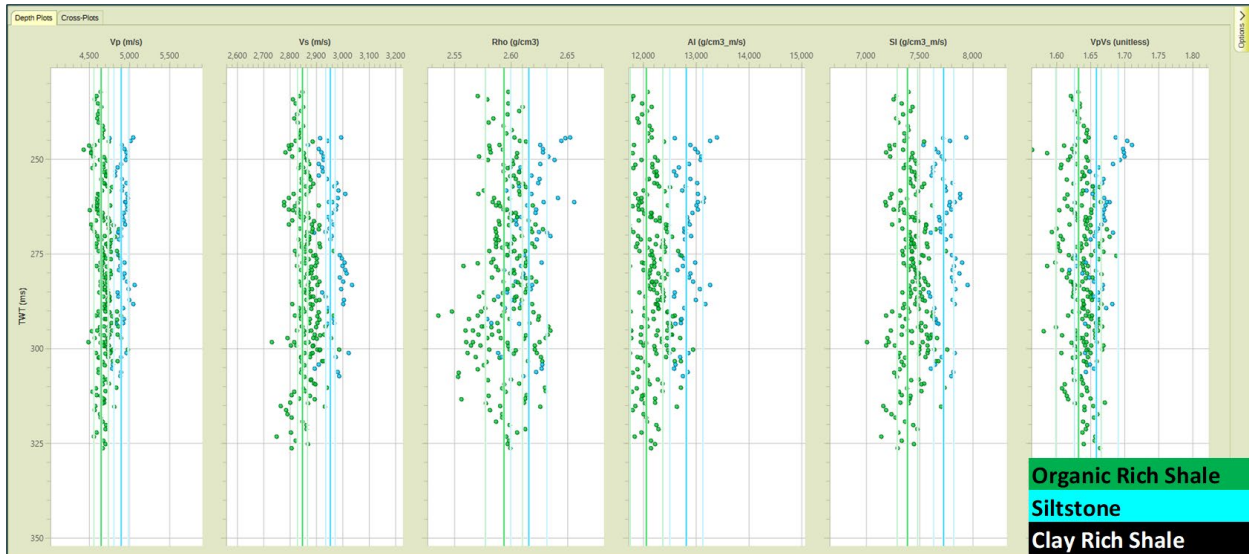 Depth Plots Cross-Plots
Options
Vp (m/s) Vs (m/s) Rho (g/cm3) AI (g/cm3_m/s) SI (g/cm3_m/s) VpVs (unitless)
4,500 5,000 5,500 2,600 2,700 2,800 2,900 3,000 3,100 3,200 2.55 2.60 2.65 12,000 13,000 14,000 15,000 7,000 7,500 8,000 1.60 1.65 1.70 1.80
250
275
TWT (ms)
300
325
350
Organic Rich Shale
Siltstone
Clay Rich Shale